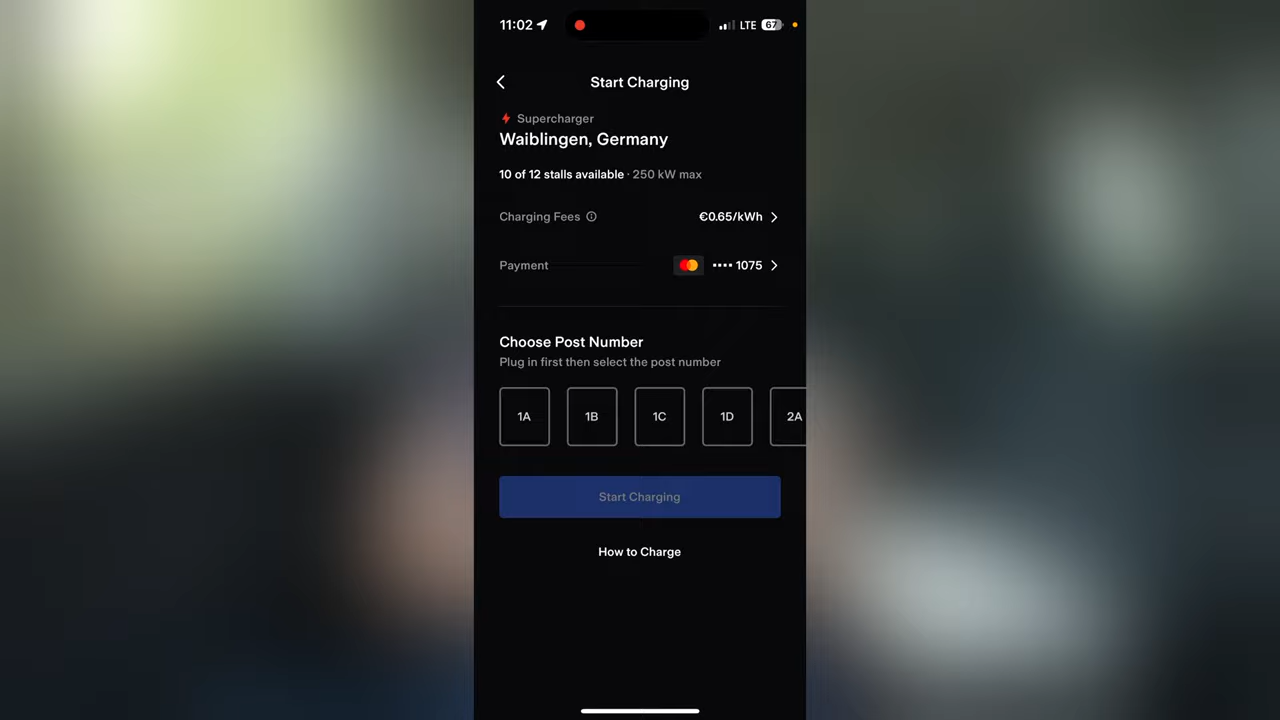 11:02 LTE 67
Start Charging
Supercharger
Waiblingen, Germany
10 of 12 stalls available · 250 kW max
Charging Fees €0.65/kWh
Payment •••• 1075
Choose Post Number
Plug in first then select the post number
1A 1B 1C 1D 2A
Start Charging
How to Charge